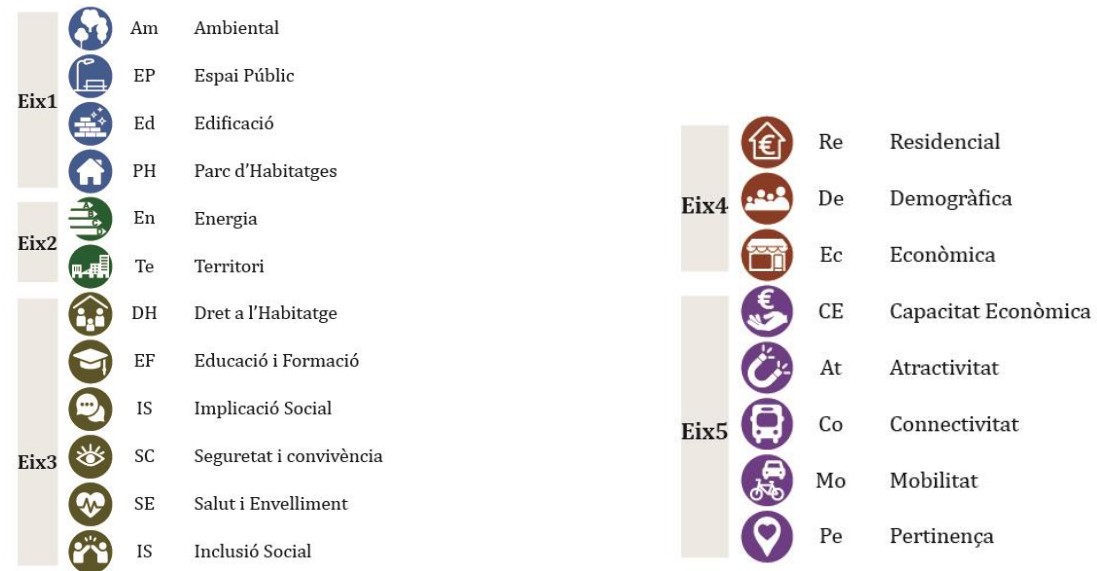 Eix1
Am Ambiental
EP Espai Públic
Ed Edificació
PH Parc d'Habitatges
Eix2
En Energia
Te Territori
Eix3
DH Dret a l'Habitatge
EF Educació i Formació
IS Implicació Social
SC Seguretat i convivència
SE Salut i Envelliment
IS Inclusió Social
Eix4
Re Residencial
De Demogràfica
Ec Econòmica
Eix5
CE Capacitat Econòmica
At Atractivitat
Co Connectivitat
Mo Mobilitat
Pe Pertinença